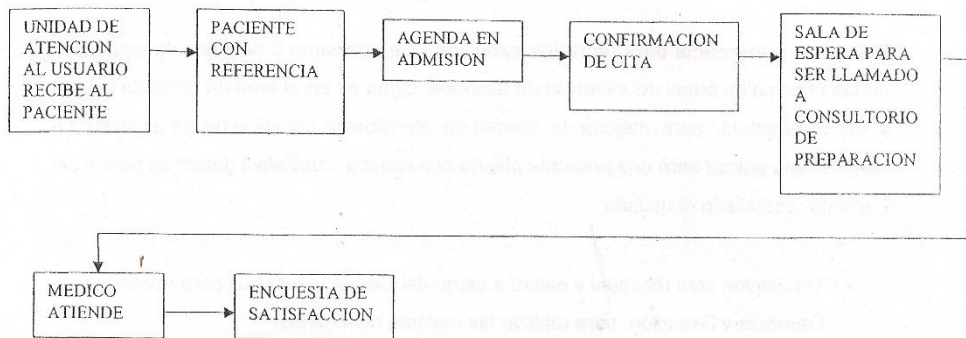 UNIDAD DE
ATENCION
AL USUARIO
RECIBE AL
PACIENTE
PACIENTE
CON
REFERENCIA
AGENDA EN
ADMISION
CONFIRMACION
DE CITA
SALA DE
ESPERA PARA
SER LLAMADO
A
CONSULTORIO
DE
PREPARACION
MEDICO
ATIENDE
ENCUESTA DE
SATISFACCION